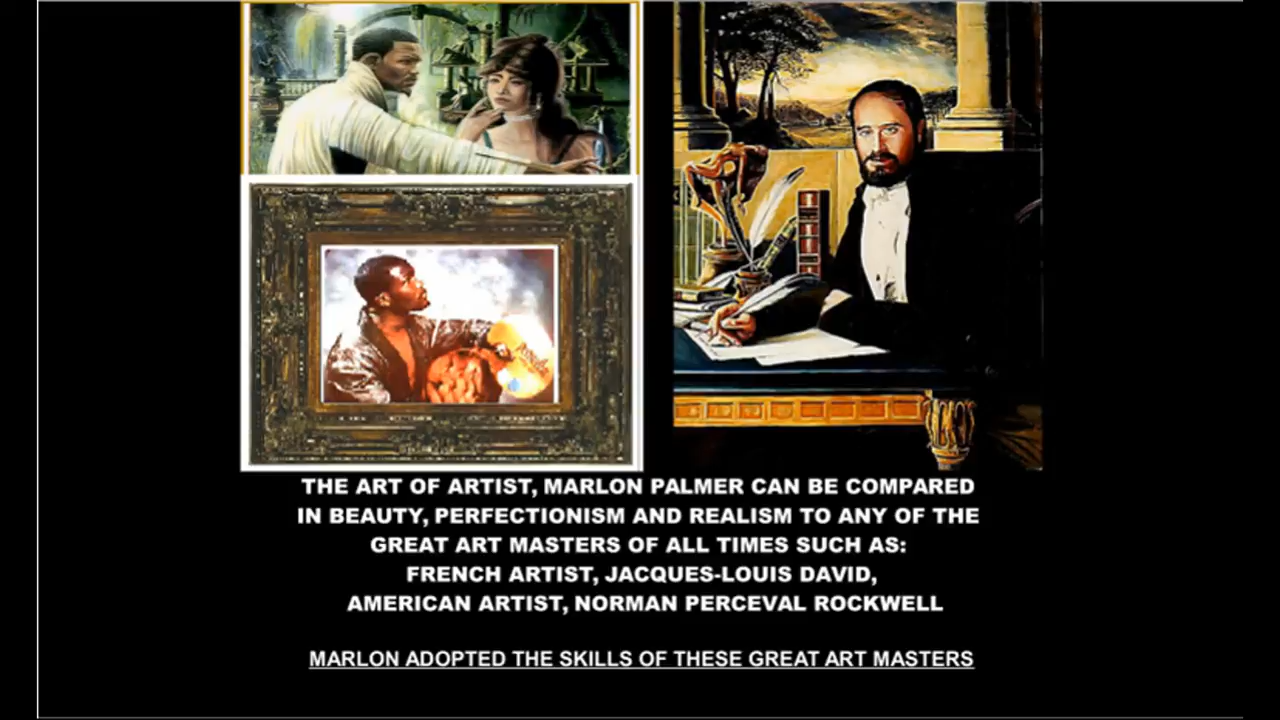 THE ART OF ARTIST, MARLON PALMER CAN BE COMPARED
IN BEAUTY, PERFECTIONISM AND REALISM TO ANY OF THE
GREAT ART MASTERS OF ALL TIMES SUCH AS:
FRENCH ARTIST, JACQUES-LOUIS DAVID,
AMERICAN ARTIST, NORMAN PERCEVAL ROCKWELL
MARLON ADOPTED THE SKILLS OF THESE GREAT ART MASTERS